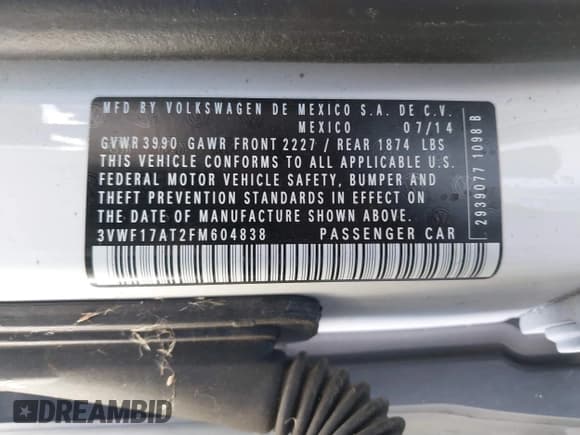 MFD BY VOLKSWAGEN DE MEXICO S.A. DE C.V.
MEXICO 07/14
GVWR 3990 GAWR FRONT 2227 / REAR 1874 LBS
THIS VEHICLE CONFORMS TO ALL APPLICABLE U.S.
FEDERAL MOTOR VEHICLE SAFETY, BUMPER AND
THEFT PREVENTION STANDARDS IN EFFECT ON
THE DATE OF MANUFACTURE SHOWN ABOVE.
3VWF17AT2FM604838 PASSENGER CAR
2939077 1098 B
DREAMBID